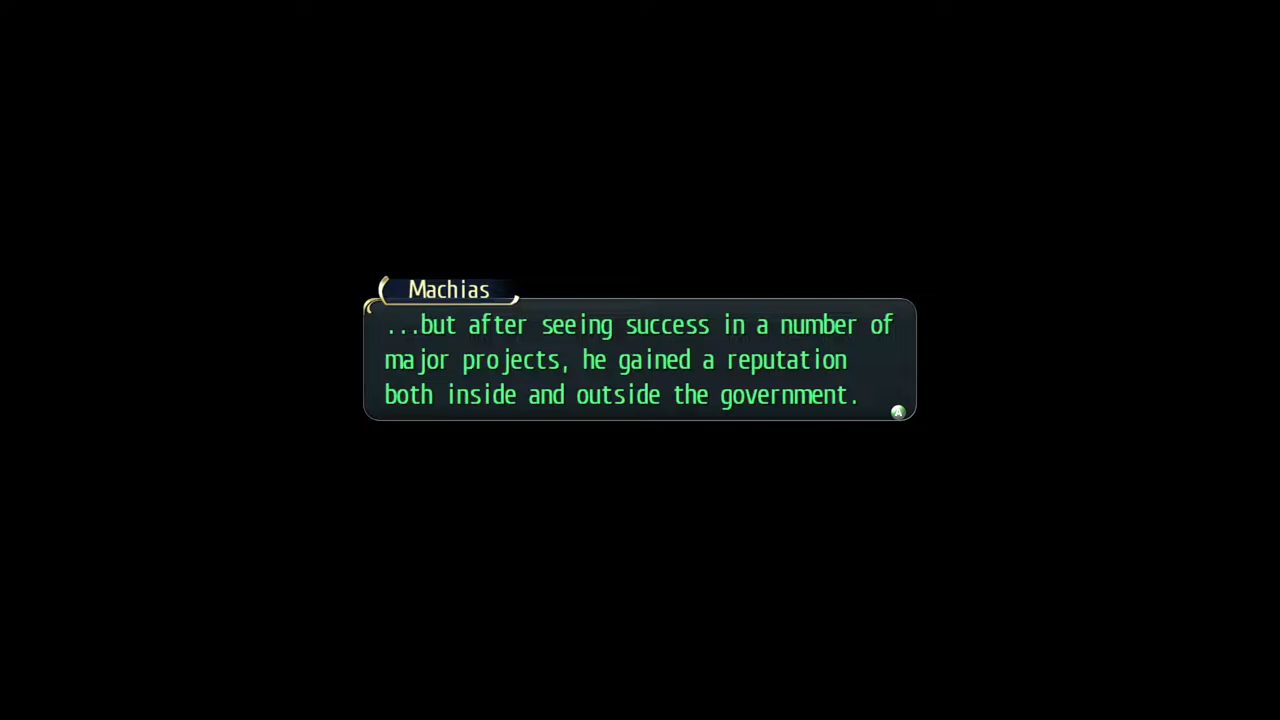 Machias
...but after seeing success in a number of
major projects, he gained a reputation
both inside and outside the government.
A